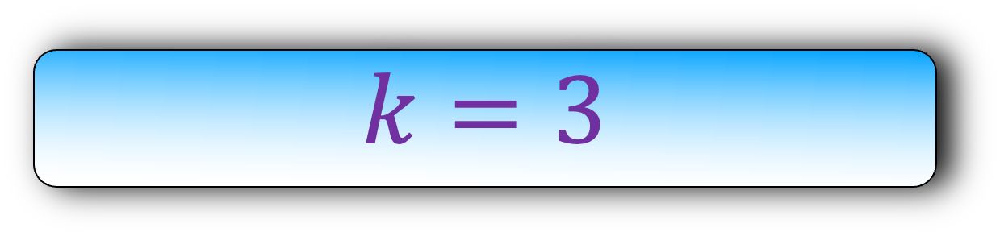 k = 3